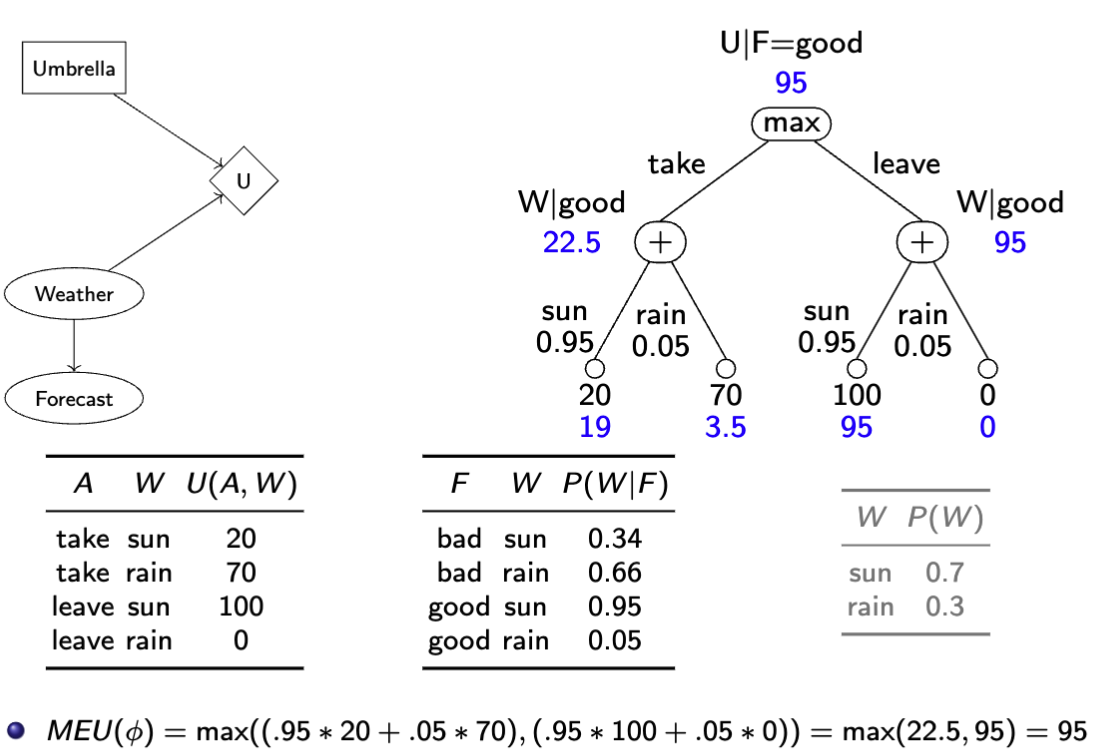 Umbrella
U
Weather
Forecast
U|F=good
95
max
take
leave
W|good
22.5
W|good
95
+
+
sun
0.95
rain
0.05
sun
0.95
rain
0.05
20
70
100
0
19
3.5
95
0
A W U(A, W)
take sun 20
take rain 70
leave sun 100
leave rain 0
F W P(W|F)
bad sun 0.34
bad rain 0.66
good sun 0.95
good rain 0.05
W P(W)
sun 0.7
rain 0.3
MEU(ϕ) = max((.95 ∗ 20 + .05 ∗ 70), (.95 ∗ 100 + .05 ∗ 0)) = max(22.5, 95) = 95